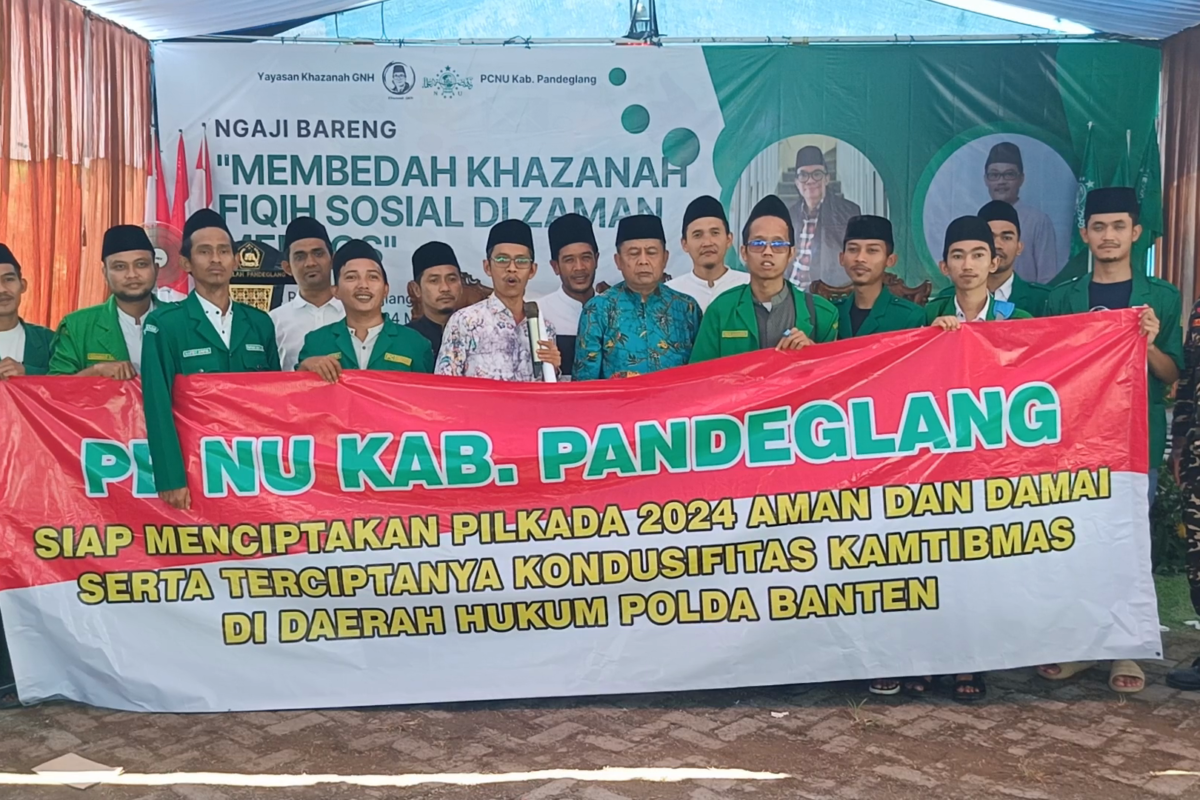 Yayasan Khazanah GNH
PCNU Kab. Pandeglang
NGAJI BARENG
"MEMBEDAH KHAZANAH
FIQIH SOSIAL DI ZAMAN
PANDEGLANG
NU KAB. PANDEGLANG
SIAP MENCIPTAKAN PILKADA 2024 AMAN DAN DAMAI
SERTA TERCIPTANYA KONDUSIFITAS KAMTIBMAS
DI DAERAH HUKUM POLDA BANTEN